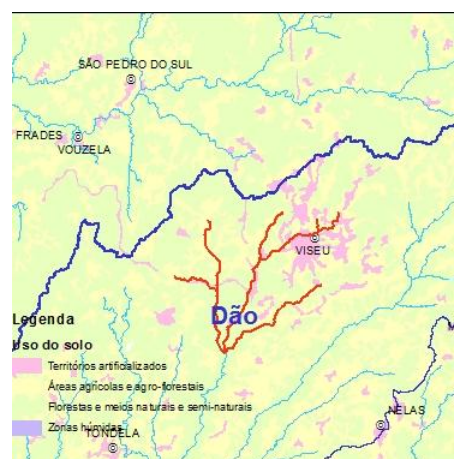 SÃO PEDRO DO SUL
FRADES
VOUZELA
VISEU
Dão
Legenda
Uso do solo
Territórios artificializados
Áreas agrícolas e agro-florestais
Florestas e meios naturais e semi-naturais
NELAS
Zonas húmidas
TONDELA